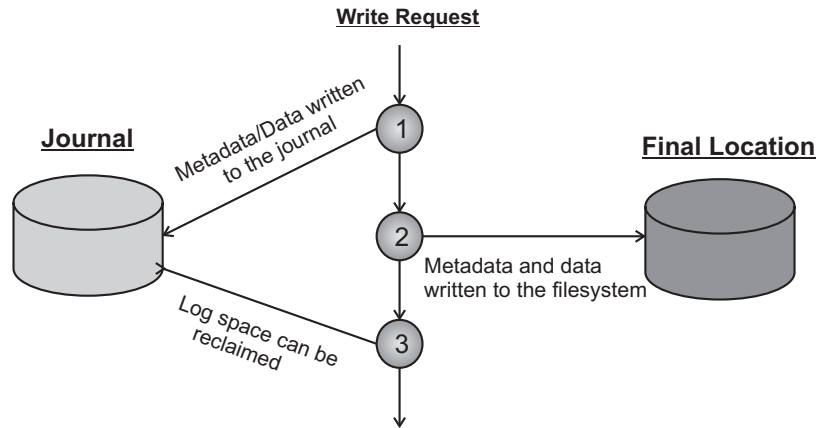 Write Request
1
Journal
Metadata/Data written
to the journal
Final Location
2
Metadata and data
written to the filesystem
Log space can be
reclaimed
3